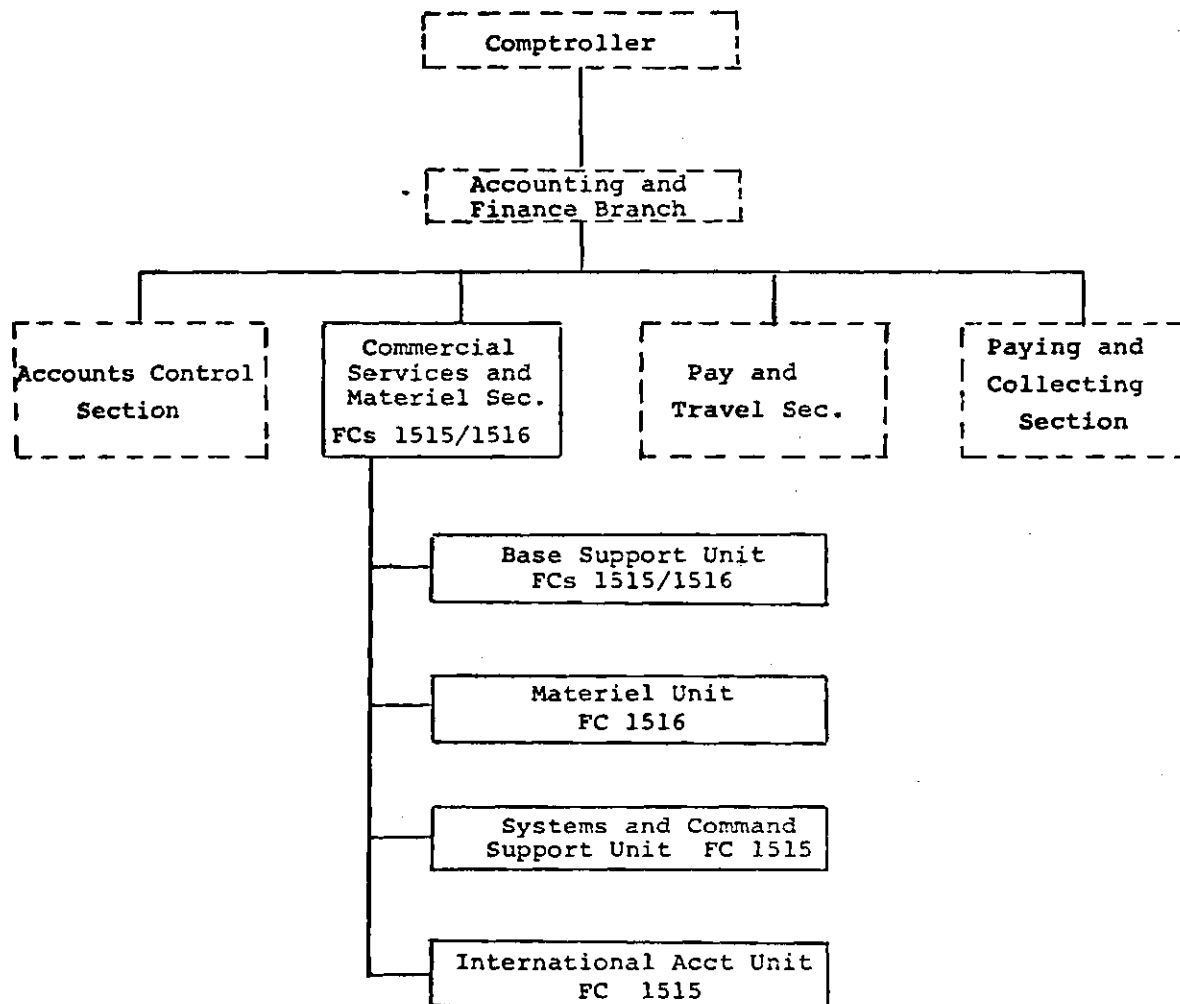 Comptroller
Accounting and
Finance Branch
Accounts Control
Section
Commercial
Services and
Materiel Sec.
FCs 1515/1516
Pay and
Travel Sec.
Paying and
Collecting
Section
Base Support Unit
FCs 1515/1516
Materiel Unit
FC 1516
Systems and Command
Support Unit FC 1515
International Acct Unit
FC 1515